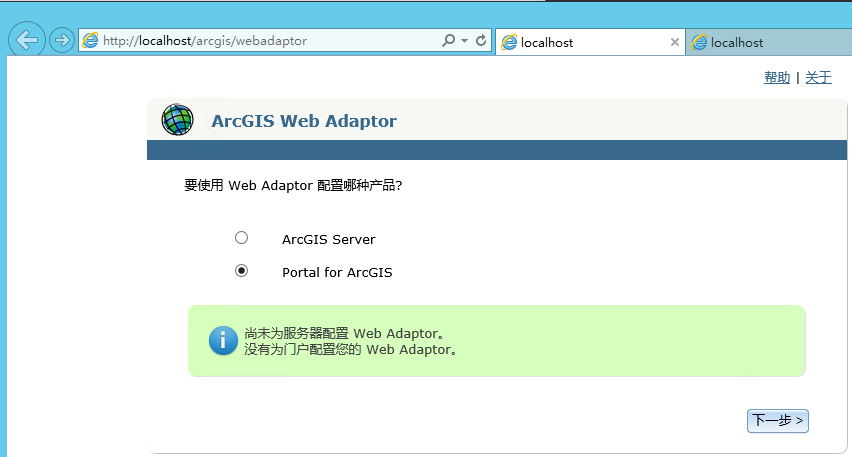 http://localhost/arcgis/webadaptor
localhost
localhost
帮助 | 关于
ArcGIS Web Adaptor
要使用 Web Adaptor 配置哪种产品?
ArcGIS Server
Portal for ArcGIS
尚未为服务器配置 Web Adaptor。
没有为门户配置您的 Web Adaptor。
下一步 >